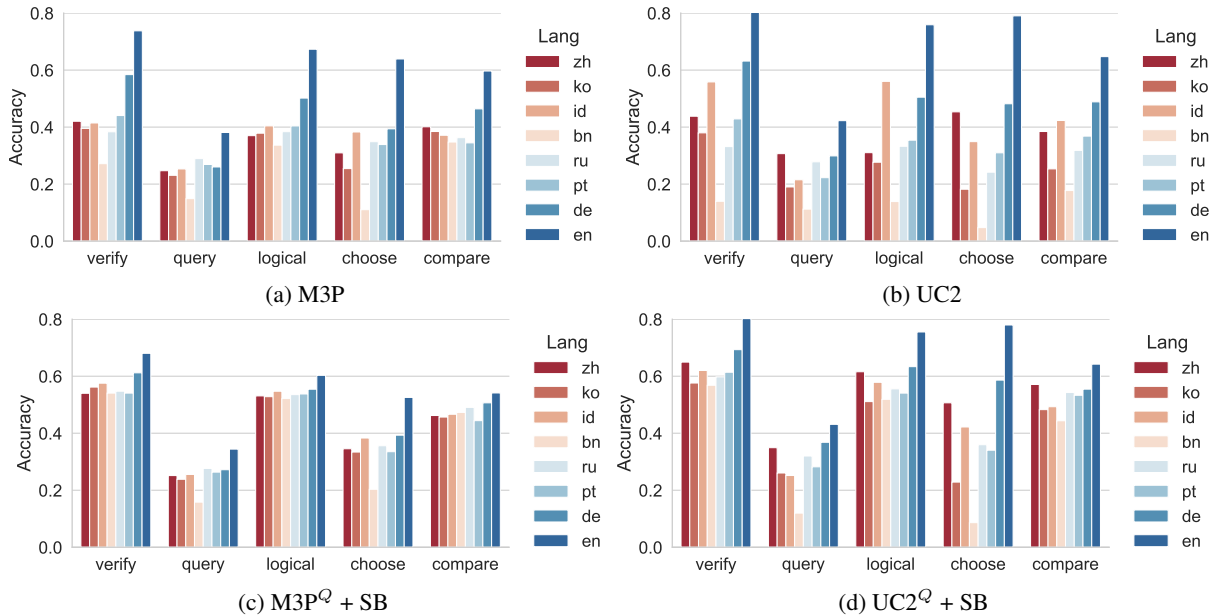 0.8
0.6
0.4
0.2
0.0
Accuracy
verify query logical choose compare
Lang
zh
ko
id
bn
ru
pt
de
en
(a) M3P
0.8
0.6
0.4
0.2
0.0
Accuracy
verify query logical choose compare
Lang
zh
ko
id
bn
ru
pt
de
en
(b) UC2
0.8
0.6
0.4
0.2
0.0
Accuracy
verify query logical choose compare
Lang
zh
ko
id
bn
ru
pt
de
en
(c) M3P^Q + SB
0.8
0.6
0.4
0.2
0.0
Accuracy
verify query logical choose compare
Lang
zh
ko
id
bn
ru
pt
de
en
(d) UC2^Q + SB